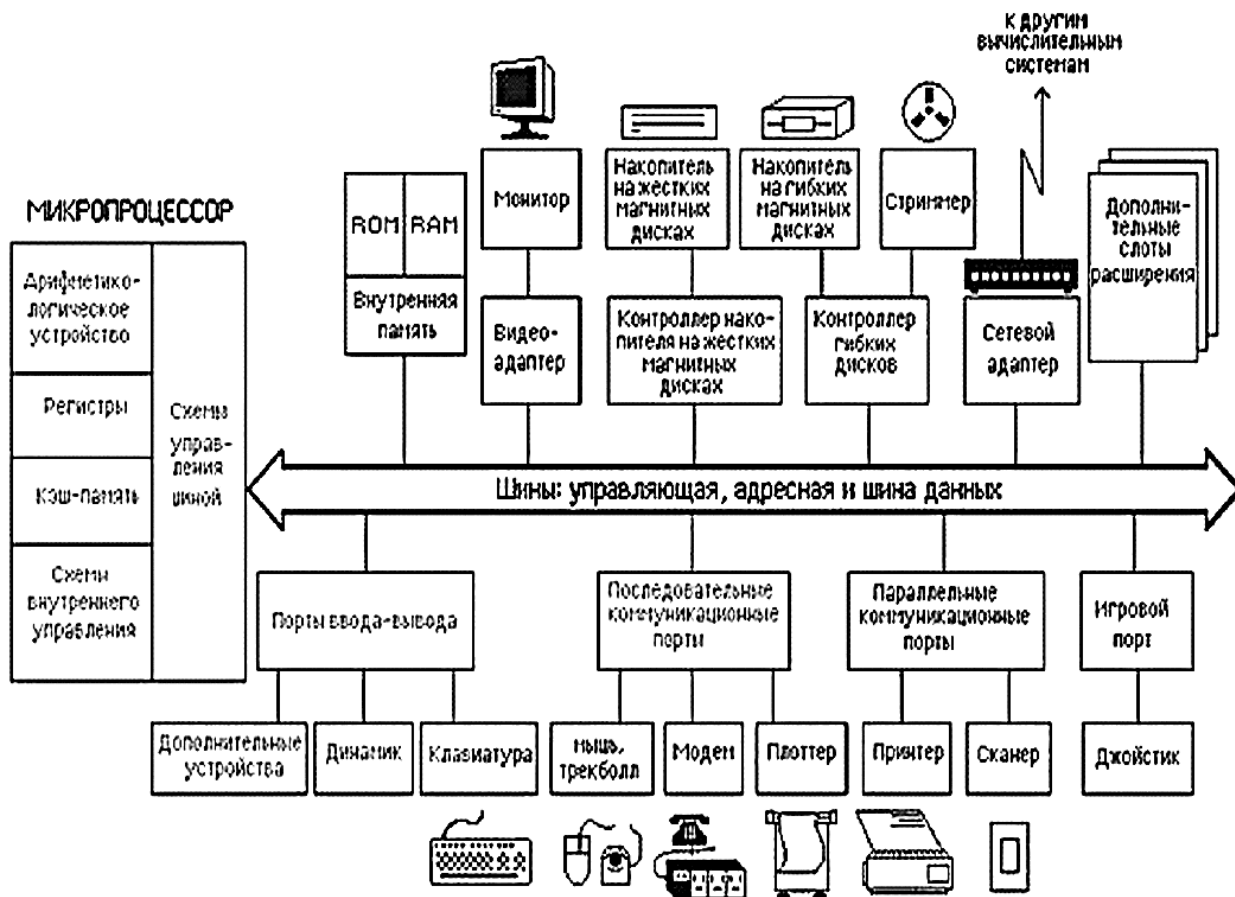 к другим
вычислительным
системам
Монитор
Накопитель
на жёстких
магнитных
дисках
Накопитель
на гибких
магнитных
дисках
Стриммер
Дополни-
тельные
слоты
расширения
МИКРОПРОЦЕССОР
ROM RAM
Внутренняя
память
Видео-
адаптер
Контроллер нако-
пителя на жёстких
магнитных
дисках
Контроллер
гибких
дисков
Сетевой
адаптер
Арифметико-
логическое
устройство
Регистры
Кэш-память
Схемы
внутреннего
управления
Схемы
управ-
ления
шиной
Шины: управляющая, адресная и шина данных
Порты ввода-вывода
Последовательные
коммуникационные
порты
Параллельные
коммуникационные
порты
Игровой
порт
Дополнительные
устройства
Динамик
Клавиатура
мышь,
трекболл
Модем
Плоттер
Принтер
Сканер
Джойстик